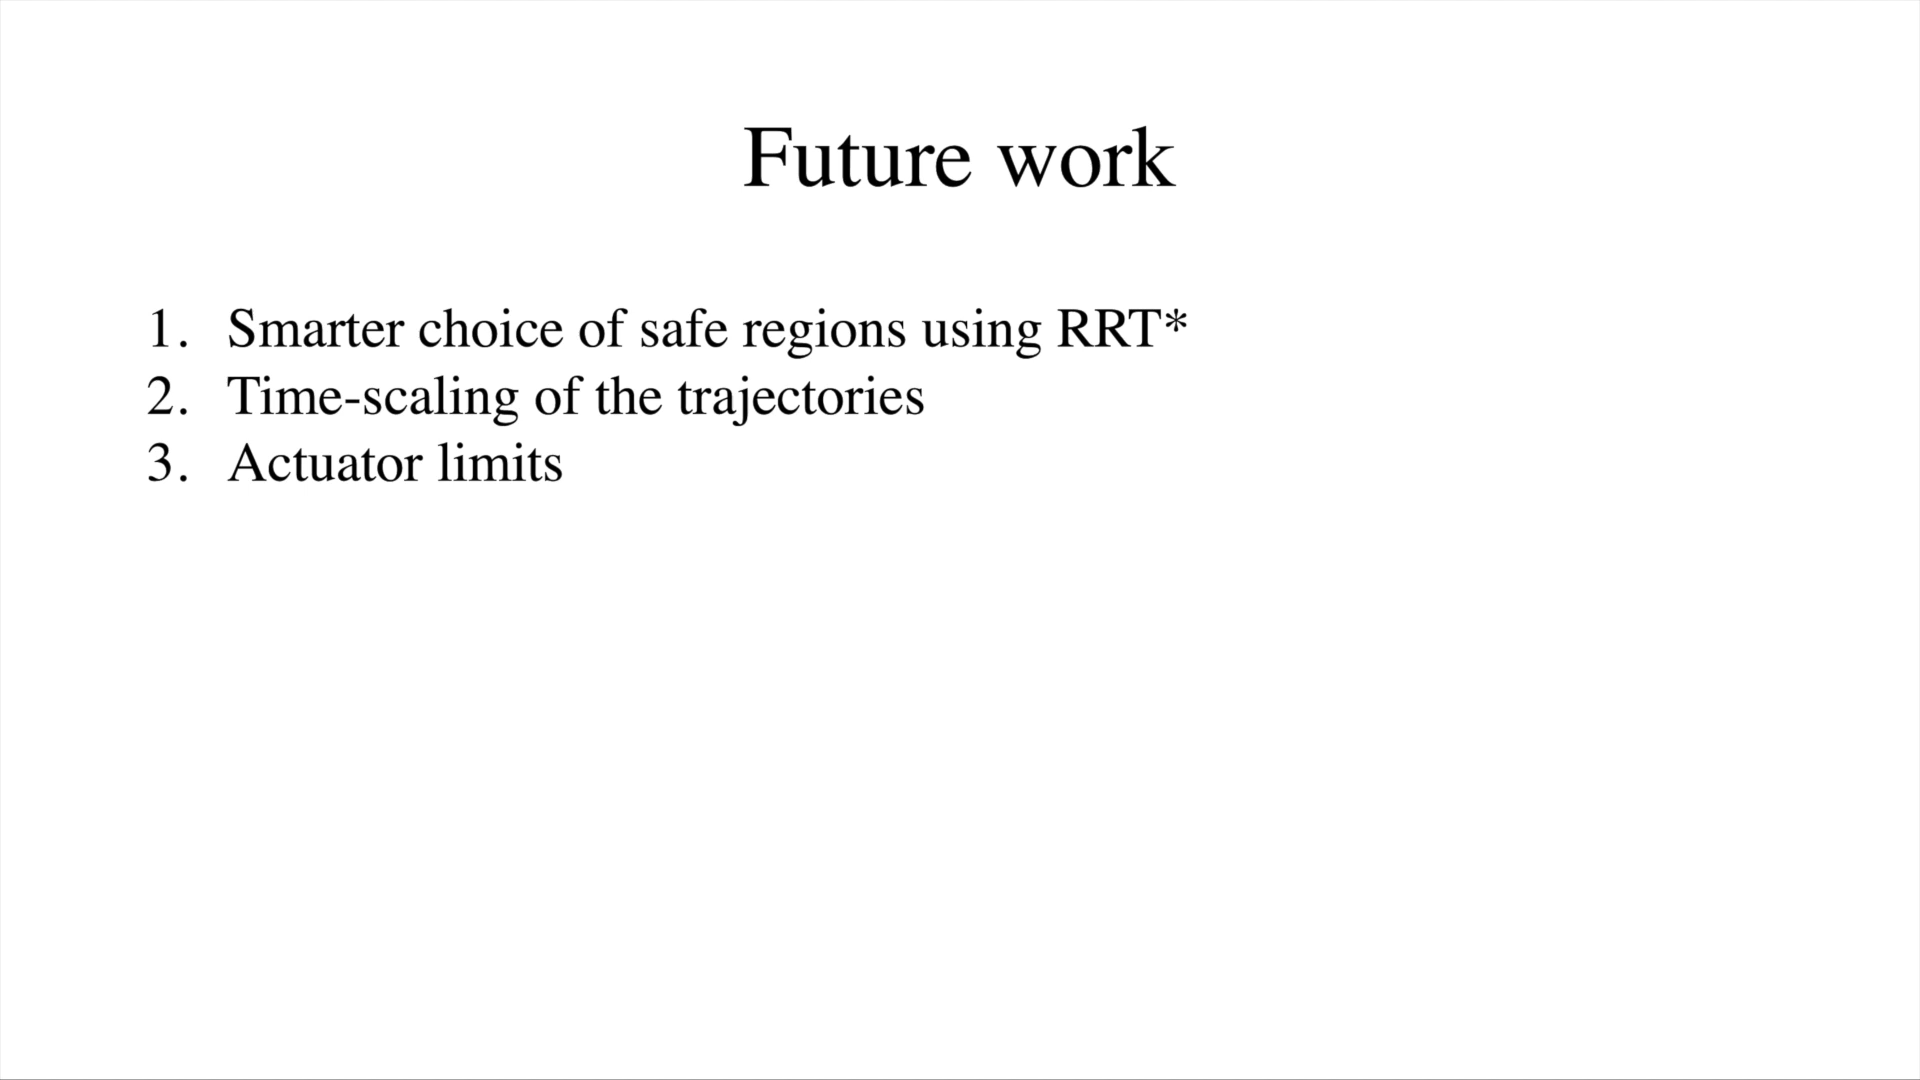 Future work
1. Smarter choice of safe regions using RRT*
2. Time-scaling of the trajectories
3. Actuator limits